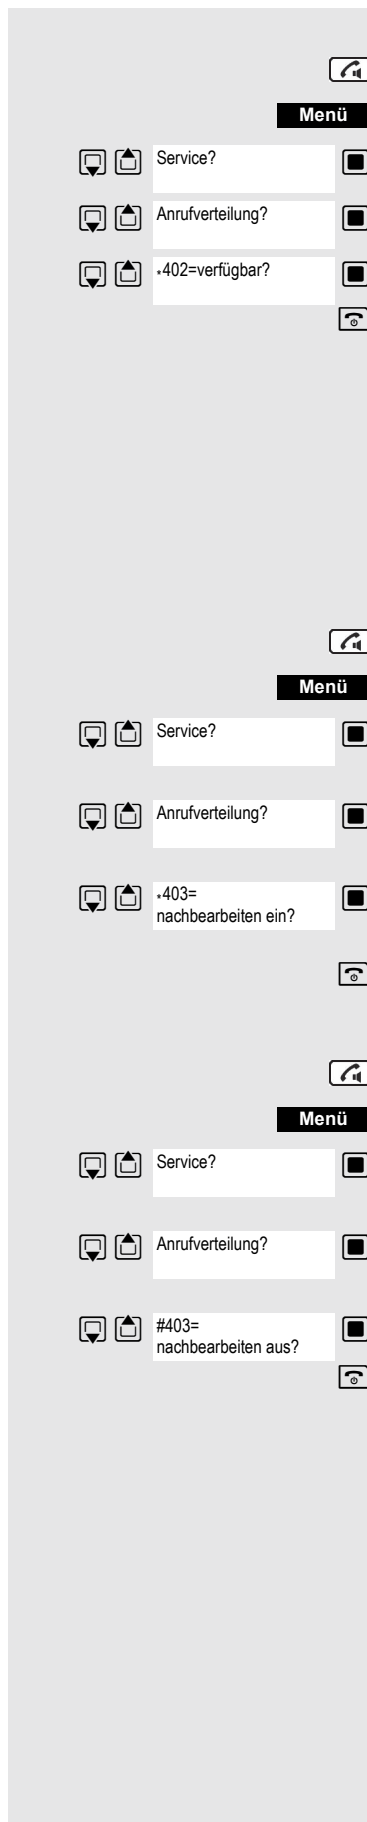 Menü
Service?
Anrufverteilung?
*402=verfügbar?
Menü
Service?
Anrufverteilung?
*403=
nachbearbeiten ein?
Menü
Service?
Anrufverteilung?
#403=
nachbearbeiten aus?